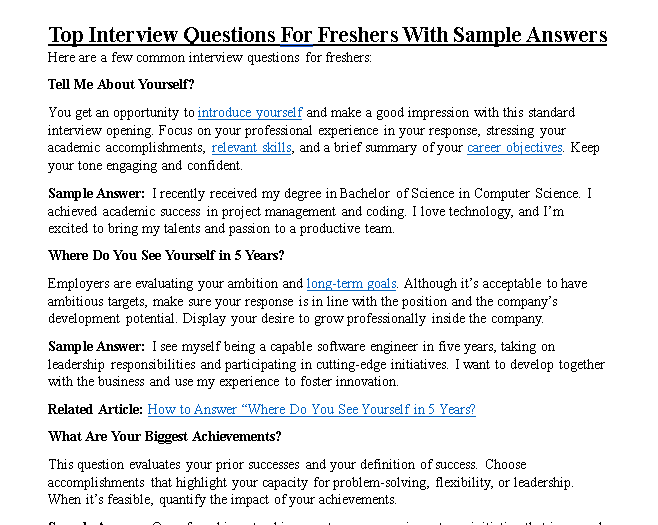 Top Interview Questions For Freshers With Sample Answers
Here are a few common interview questions for freshers:
Tell Me About Yourself?
You get an opportunity to introduce yourself and make a good impression with this standard
interview opening. Focus on your professional experience in your response, stressing your
academic accomplishments, relevant skills, and a brief summary of your career objectives. Keep
your tone engaging and confident.
Sample Answer: I recently received my degree in Bachelor of Science in Computer Science. I
achieved academic success in project management and coding. I love technology, and I’m
excited to bring my talents and passion to a productive team.
Where Do You See Yourself in 5 Years?
Employers are evaluating your ambition and long-term goals. Although it’s acceptable to have
ambitious targets, make sure your response is in line with the position and the company’s
development potential. Display your desire to grow professionally inside the company.
Sample Answer: I see myself being a capable software engineer in five years, taking on
leadership responsibilities and participating in cutting-edge initiatives. I want to develop together
with the business and use my experience to foster innovation.
Related Article: How to Answer “Where Do You See Yourself in 5 Years?
What Are Your Biggest Achievements?
This question evaluates your prior successes and your definition of success. Choose
accomplishments that highlight your capacity for problem-solving, flexibility, or leadership.
When it’s feasible, quantify the impact of your achievements.